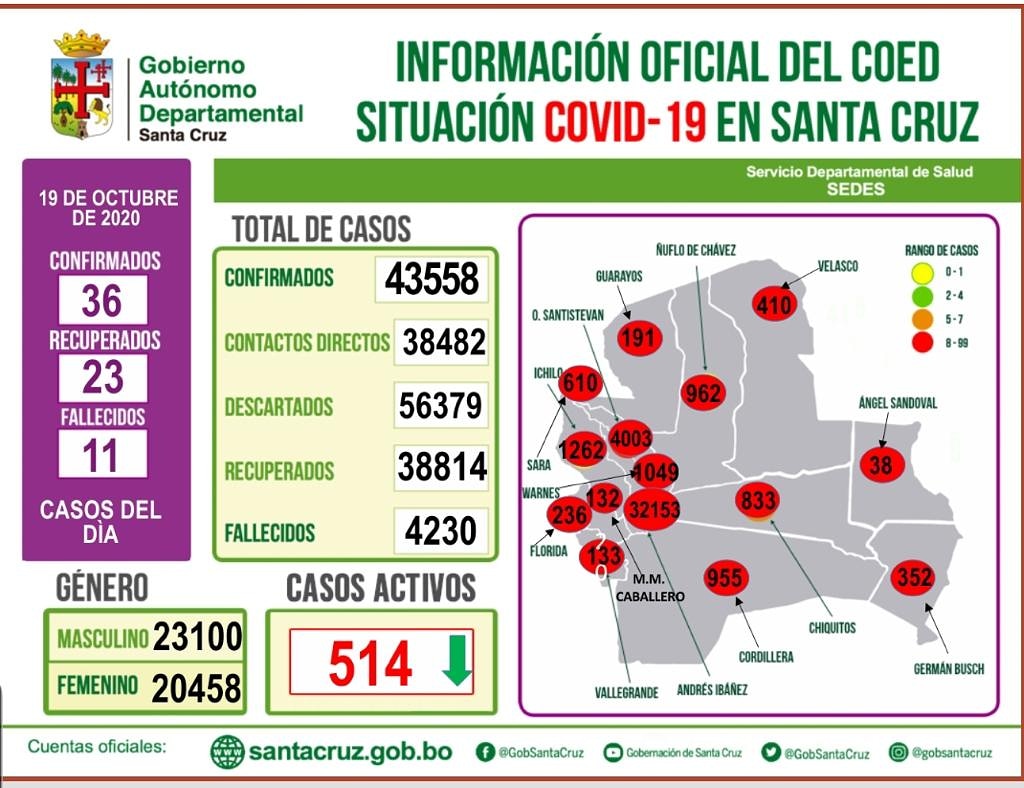 Gobierno
Autónomo
Departamental
Santa Cruz
INFORMACIÓN OFICIAL DEL COED
SITUACIÓN COVID-19 EN SANTA CRUZ
Servicio Departamental de Salud
SEDES
19 DE OCTUBRE
DE 2020
CONFIRMADOS
36
RECUPERADOS
23
FALLECIDOS
11
CASOS DEL
DÌA
TOTAL DE CASOS
CONFIRMADOS 43558
CONTACTOS DIRECTOS 38482
DESCARTADOS 56379
RECUPERADOS 38814
FALLECIDOS 4230
GÉNERO
MASCULINO 23100
FEMENINO 20458
CASOS ACTIVOS
514
ÑUFLO DE CHÁVEZ
GUARAYOS
VELASCO
O. SANTISTEVAN
ICHILO
SARA
WARNES
FLORIDA
M.M.
CABALLERO
VALLEGRANDE
ANDRÉS IBÁÑEZ
CORDILLERA
CHIQUITOS
GERMÁN BUSCH
ÁNGEL SANDOVAL
410
191
610
962
4003
1262
1049
38
132
32153
833
236
133
955
352
RANGO DE CASOS
0 - 1
2 - 4
5 - 7
8 - 99
Cuentas oficiales:
santacruz.gob.bo
@GobSantaCruz
Gobernación de Santa Cruz
@GobSantaCruz
@gobsantacruz